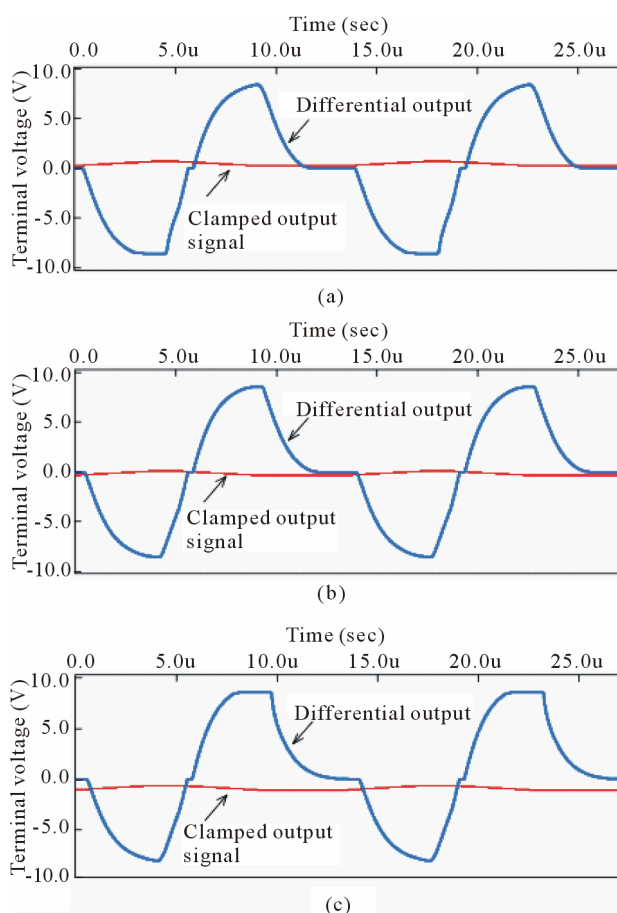 Time (sec)
0.0 5.0u 10.0u 15.0u 20.0u 25.0u
Terminal voltage (V)
10.0
5.0
0.0
-5.0
-10.0
Differential output
Clamped output
signal
(a)
Time (sec)
0.0 5.0u 10.0u 15.0u 20.0u 25.0u
Terminal voltage (V)
10.0
5.0
0.0
-5.0
-10.0
Differential output
Clamped output
signal
(b)
Time (sec)
0.0 5.0u 10.0u 15.0u 20.0u 25.0u
Terminal voltage (V)
10.0
5.0
0.0
-5.0
-10.0
Differential output
Clamped output
signal
(c)